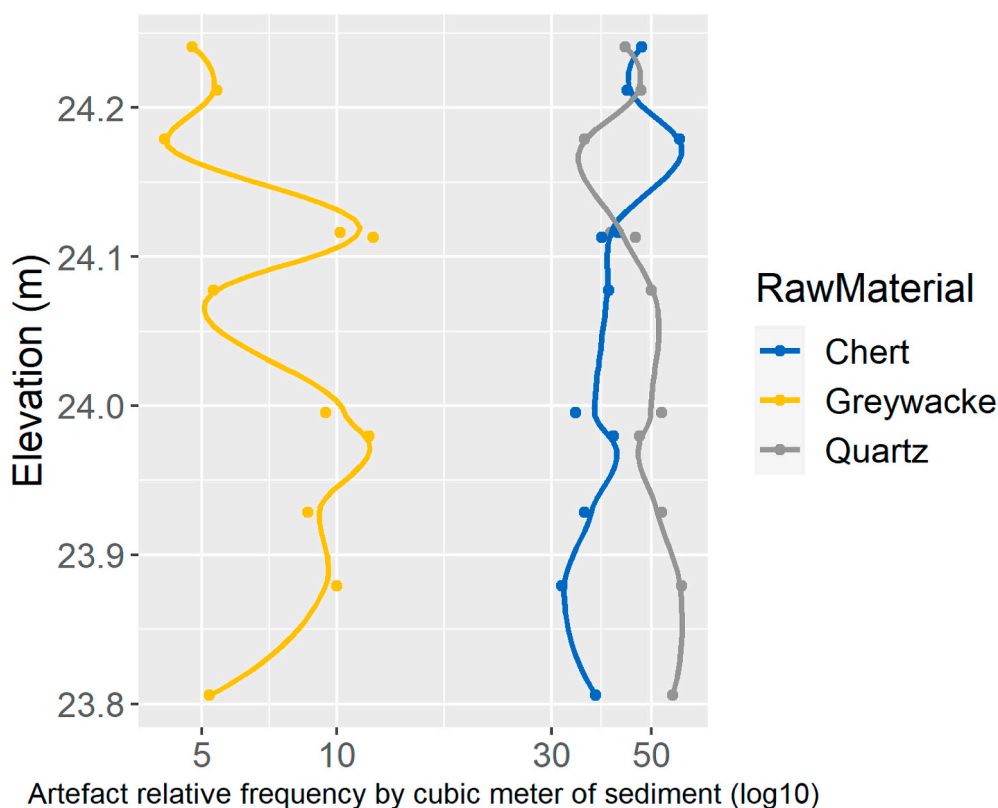 Elevation (m)
24.2
24.1
24.0
23.9
23.8
5 10 30 50
Artefact relative frequency by cubic meter of sediment (log10)
RawMaterial
Chert
Greywacke
Quartz